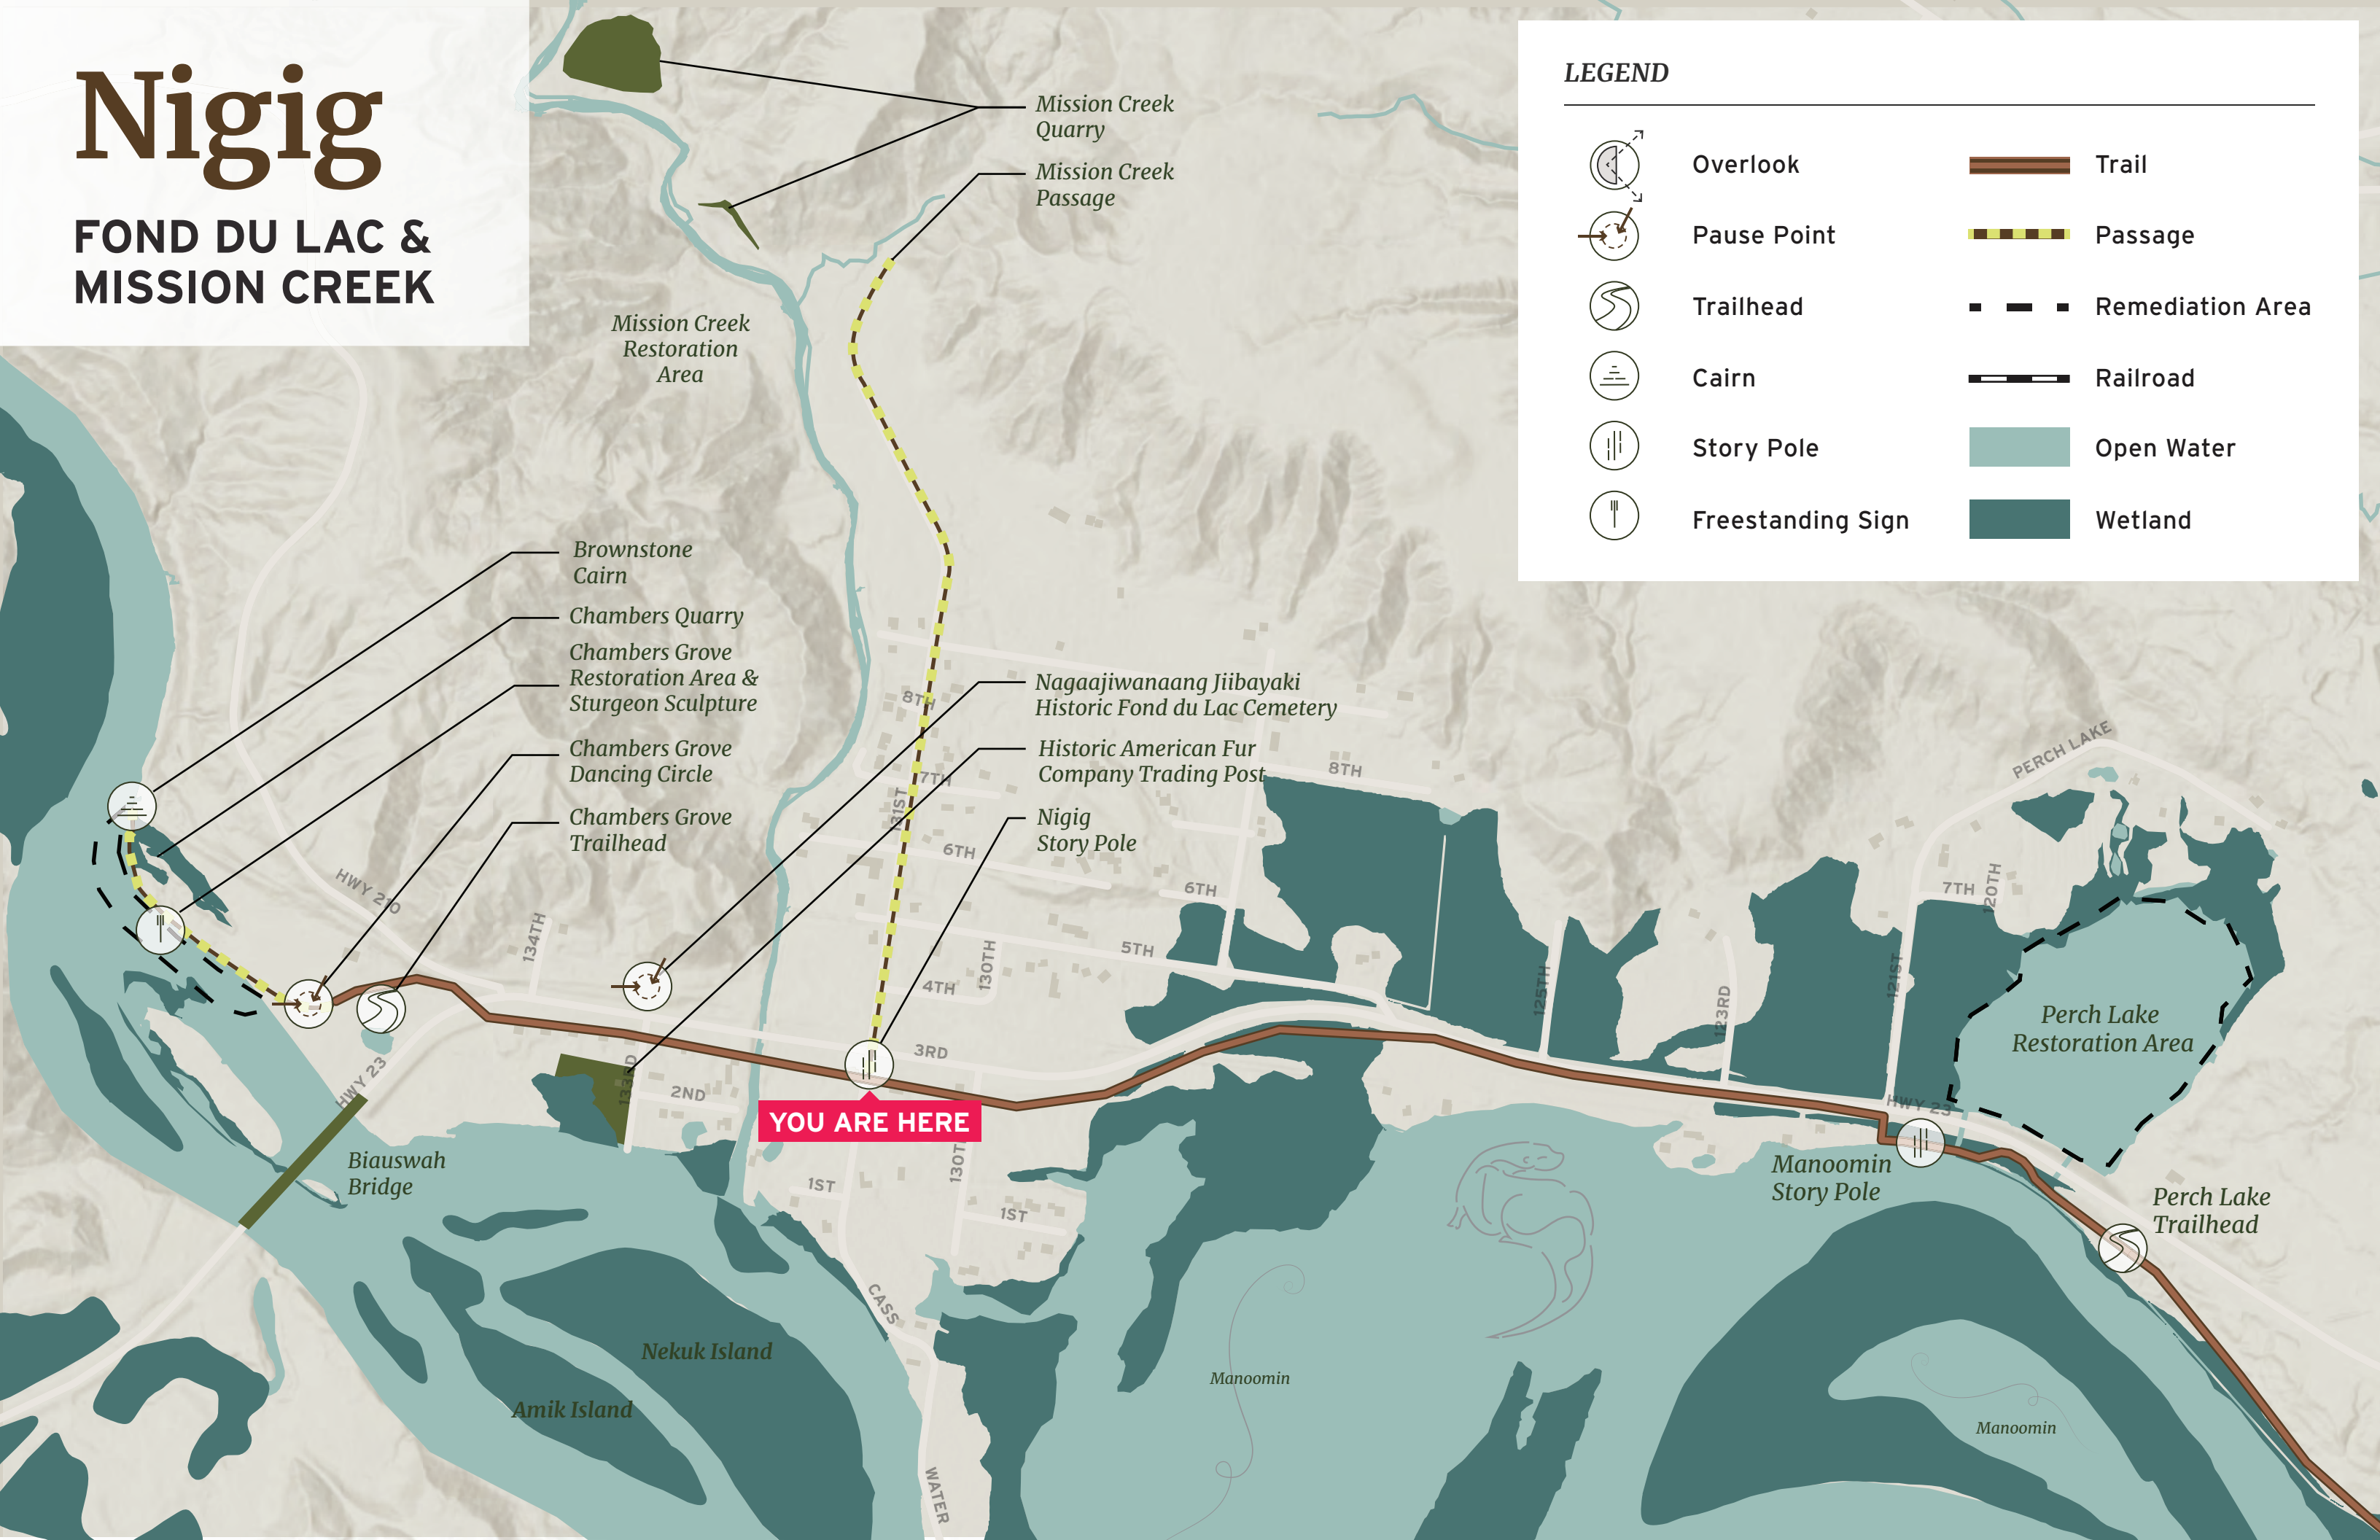 Nigig
FOND DU LAC &
MISSION CREEK
LEGEND
Overlook
Trail
Pause Point
Passage
Trailhead
Remediation Area
Cairn
Railroad
Story Pole
Open Water
Freestanding Sign
Wetland
Mission Creek
Quarry
Mission Creek
Passage
Mission Creek
Restoration
Area
Brownstone
Cairn
Chambers Quarry
Chambers Grove
Restoration Area &
Sturgeon Sculpture
Chambers Grove
Dancing Circle
Chambers Grove
Trailhead
Nagaajiwanaang Jiibayaki
Historic Fond du Lac Cemetery
Historic American Fur
Company Trading Post
Nigig
Story Pole
8TH
7TH
131ST
6TH
8TH
6TH
5TH
130TH
4TH
3RD
HWY 210
134TH
HWY 23
133RD
2ND
YOU ARE HERE
1ST
130TH
1ST
CASS
WATER
125TH
123RD
121ST
7TH
120TH
PERCH LAKE
HWY 23
Perch Lake
Restoration Area
Manoomin
Story Pole
Perch Lake
Trailhead
Biauswah
Bridge
Nekuk Island
Amik Island
Manoomin
Manoomin